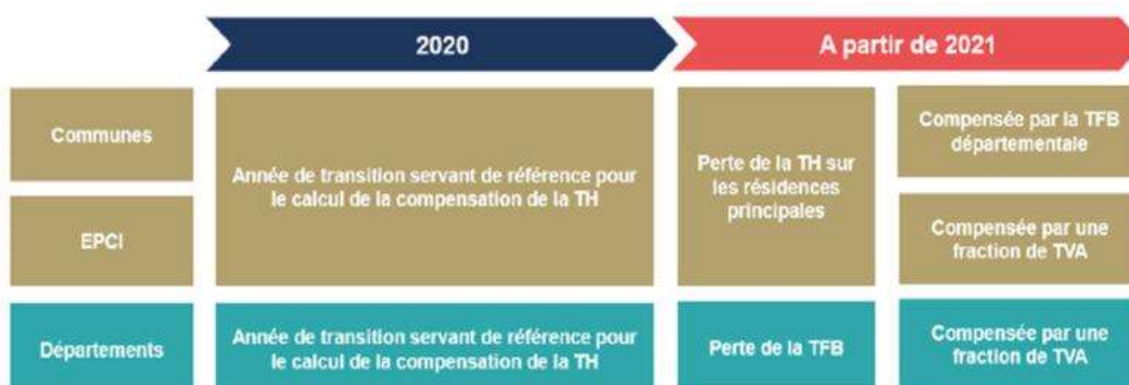 2020
A partir de 2021
Communes
EPCI
Année de transition servant de référence pour
le calcul de la compensation de la TH
Perte de la TH sur
les résidences
principales
Compensée par la TFB
départementale
Compensée par une
fraction de TVA
Départements
Année de transition servant de référence pour
le calcul de la compensation de la TH
Perte de la TFB
Compensée par une
fraction de TVA